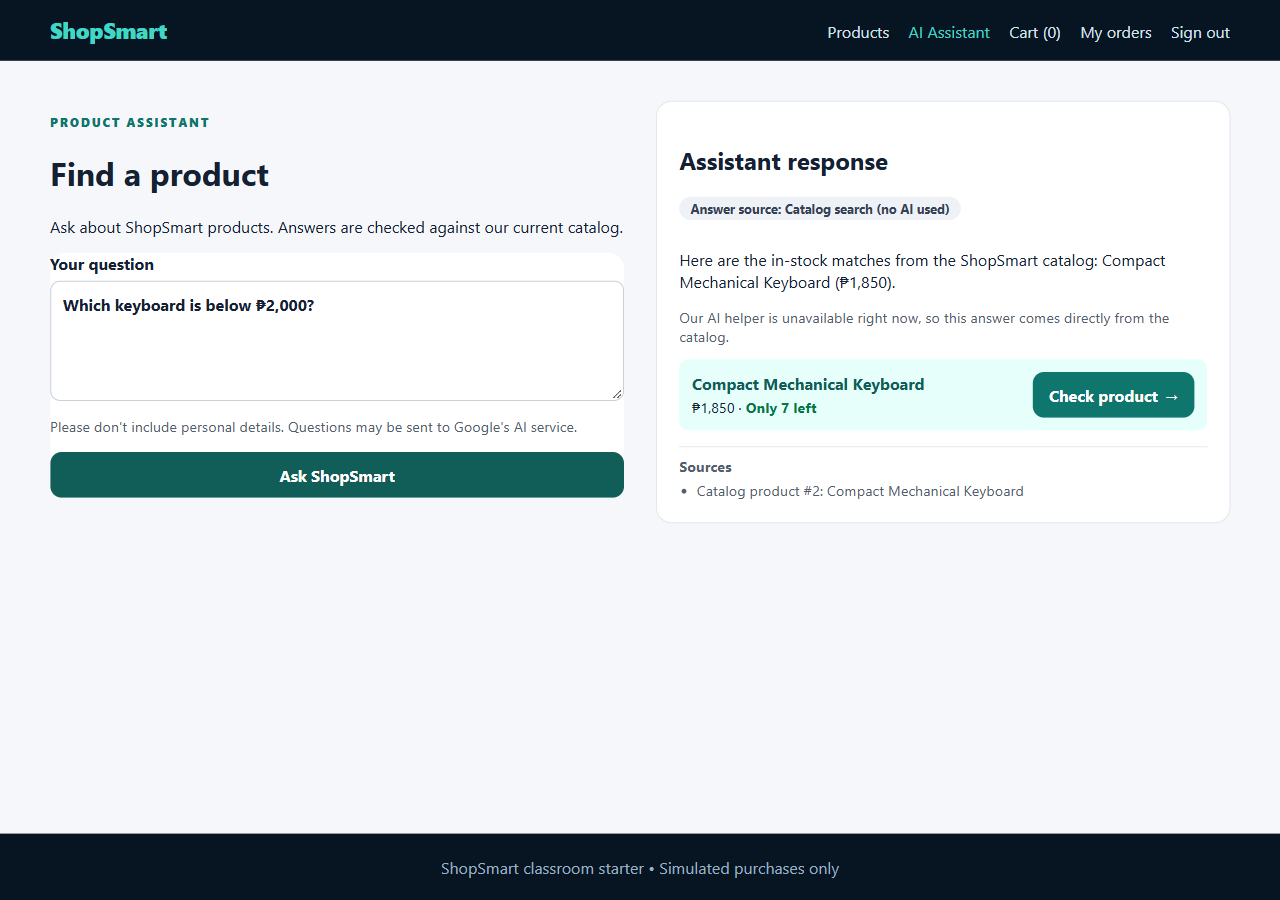 ShopSmart
Products
AI Assistant
Cart (0)
My orders
Sign out
PRODUCT ASSISTANT
Find a product
Ask about ShopSmart products. Answers are checked against our current catalog.
Your question
Which keyboard is below ₱2,000?
Please don't include personal details. Questions may be sent to Google's AI service.
Ask ShopSmart
Assistant response
Answer source: Catalog search (no AI used)
Here are the in-stock matches from the ShopSmart catalog: Compact
Mechanical Keyboard (₱1,850).
Our AI helper is unavailable right now, so this answer comes directly from the
catalog.
Compact Mechanical Keyboard
₱1,850 · Only 7 left
Check product →
Sources
• Catalog product #2: Compact Mechanical Keyboard
ShopSmart classroom starter • Simulated purchases only